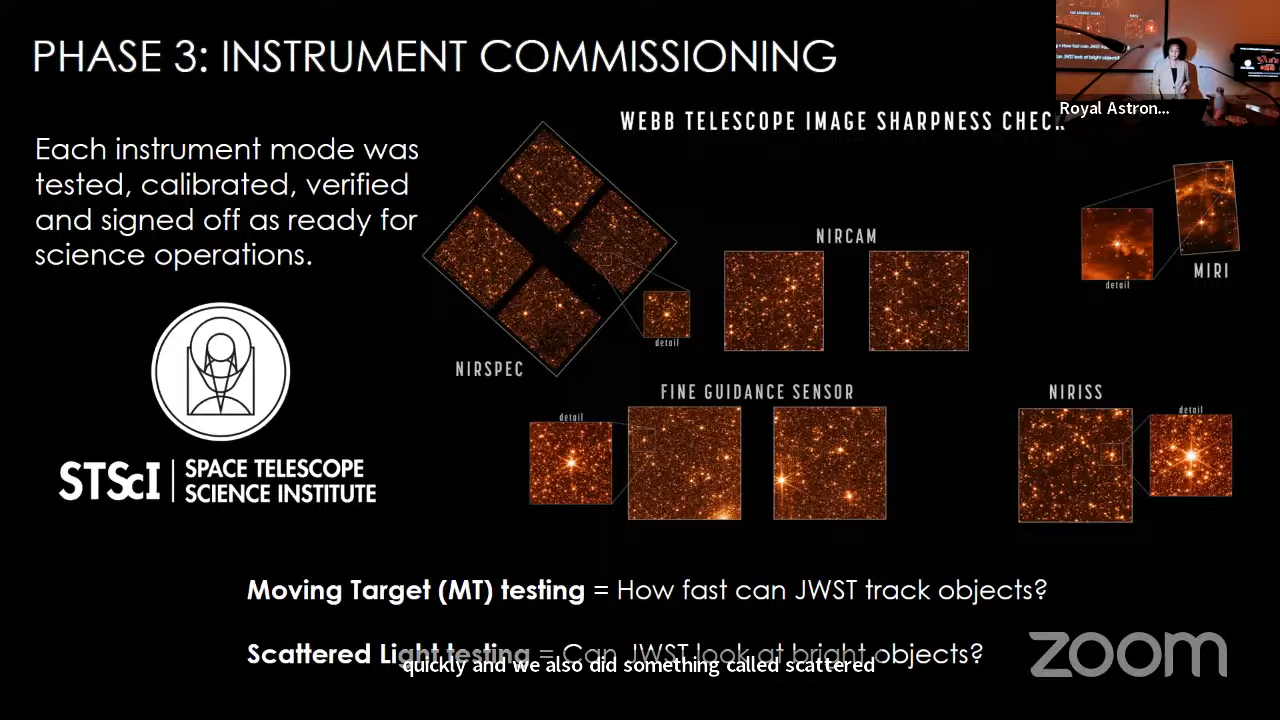 PHASE 3: INSTRUMENT COMMISSIONING
Royal Astron...
WEBB TELESCOPE IMAGE SHARPNESS CHECK
Each instrument mode was
tested, calibrated, verified
and signed off as ready for
science operations.
NIRSPEC
detail
NIRCAM
detail
MIRI
STScI
SPACE TELESCOPE
SCIENCE INSTITUTE
FINE GUIDANCE SENSOR
detail
NIRISS
detail
Moving Target (MT) testing = How fast can JWST track objects?
Scattered Light testing = Can JWST look at bright objects?
quickly and we also did something called scattered
zoom